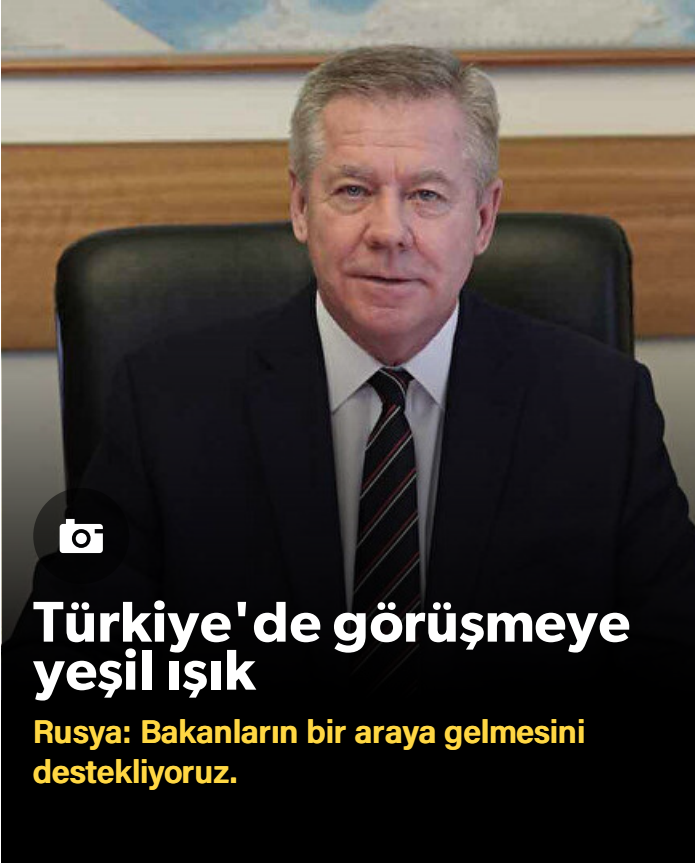 Türkiye'de görüşmeye
yeşil ışık
Rusya: Bakanların bir araya gelmesini
destekliyoruz.